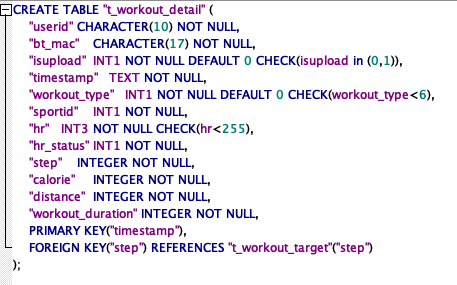 CREATE TABLE "t_workout_detail" (
"userid" CHARACTER(10) NOT NULL,
"bt_mac" CHARACTER(17) NOT NULL,
"isupload" INT1 NOT NULL DEFAULT 0 CHECK(isupload in (0,1)),
"timestamp" TEXT NOT NULL,
"workout_type" INT1 NOT NULL DEFAULT 0 CHECK(workout_type<6),
"sportid" INT1 NOT NULL,
"hr" INT3 NOT NULL CHECK(hr<255),
"hr_status" INT1 NOT NULL,
"step" INTEGER NOT NULL,
"calorie" INTEGER NOT NULL,
"distance" INTEGER NOT NULL,
"workout_duration" INTEGER NOT NULL,
PRIMARY KEY("timestamp"),
FOREIGN KEY("step") REFERENCES "t_workout_target"("step")
);